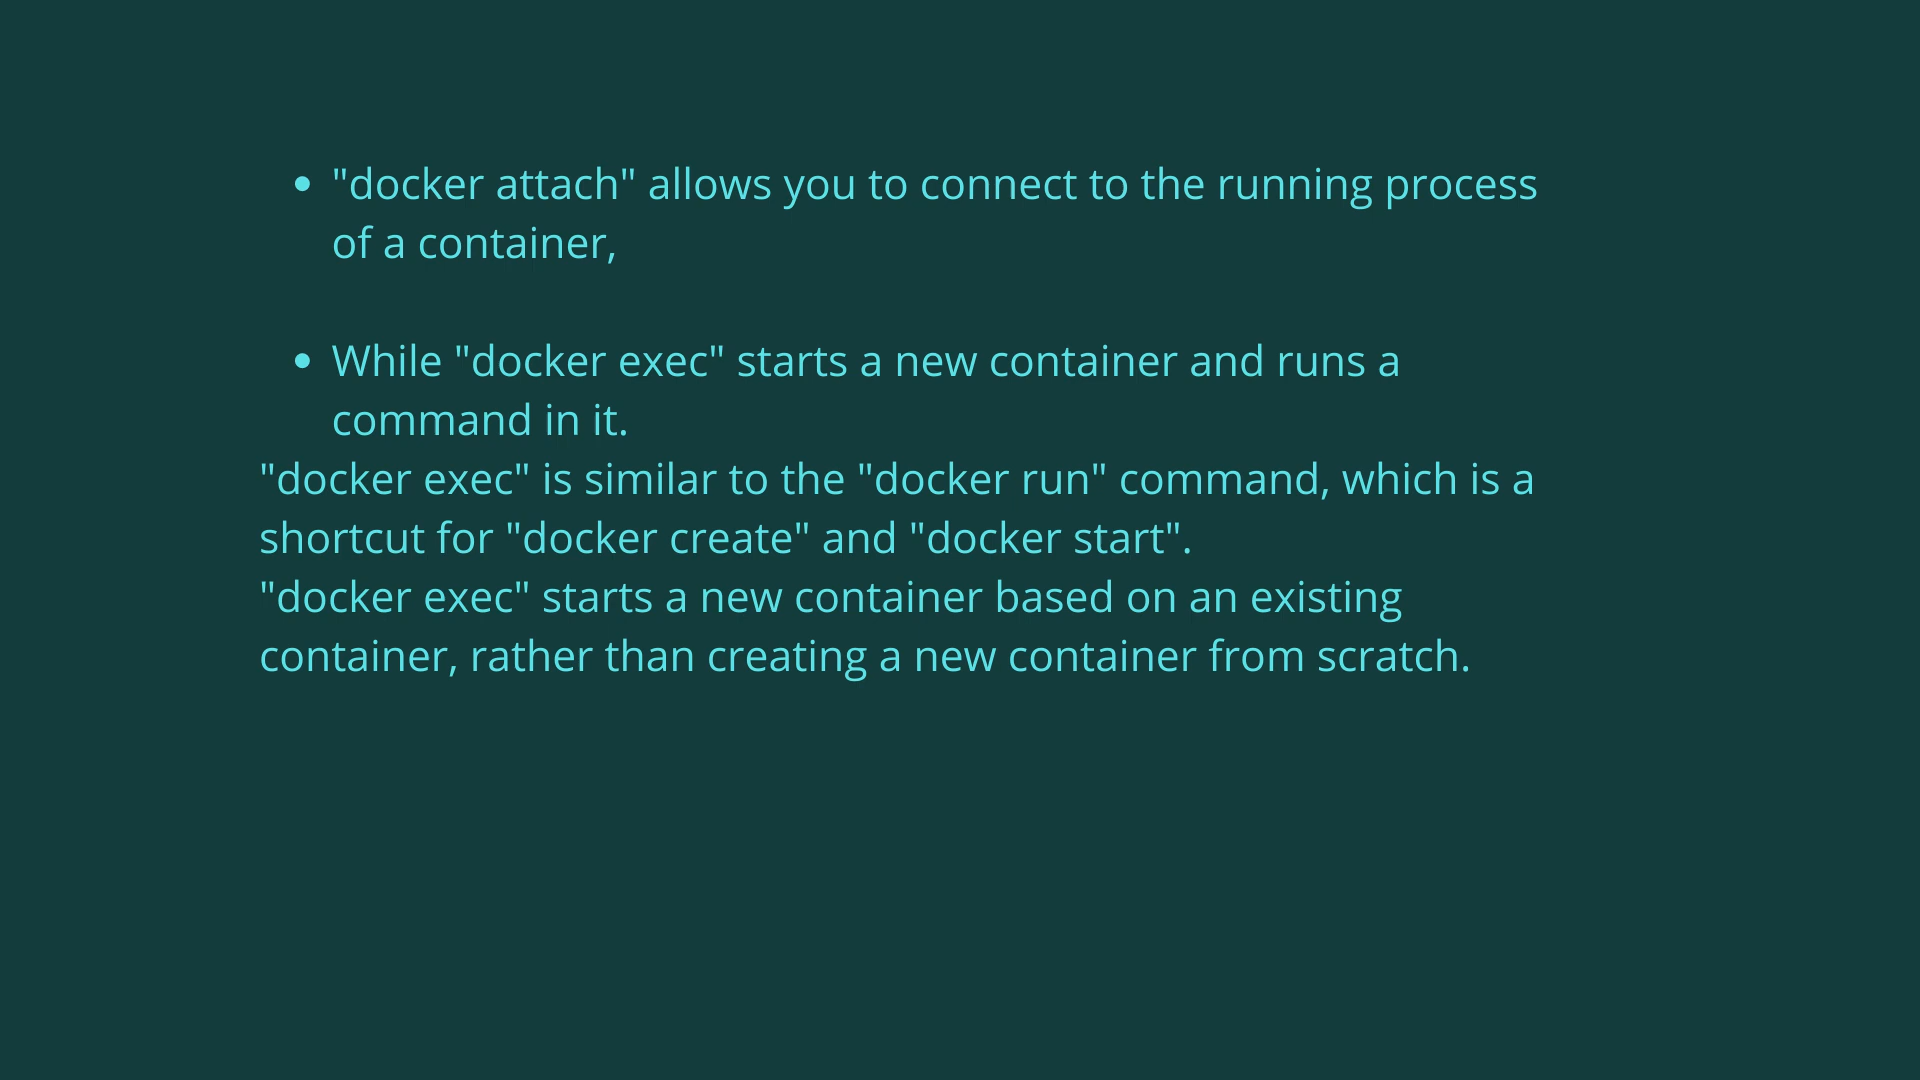 • "docker attach" allows you to connect to the running process
of a container,
• While "docker exec" starts a new container and runs a
command in it.
"docker exec" is similar to the "docker run" command, which is a
shortcut for "docker create" and "docker start".
"docker exec" starts a new container based on an existing
container, rather than creating a new container from scratch.